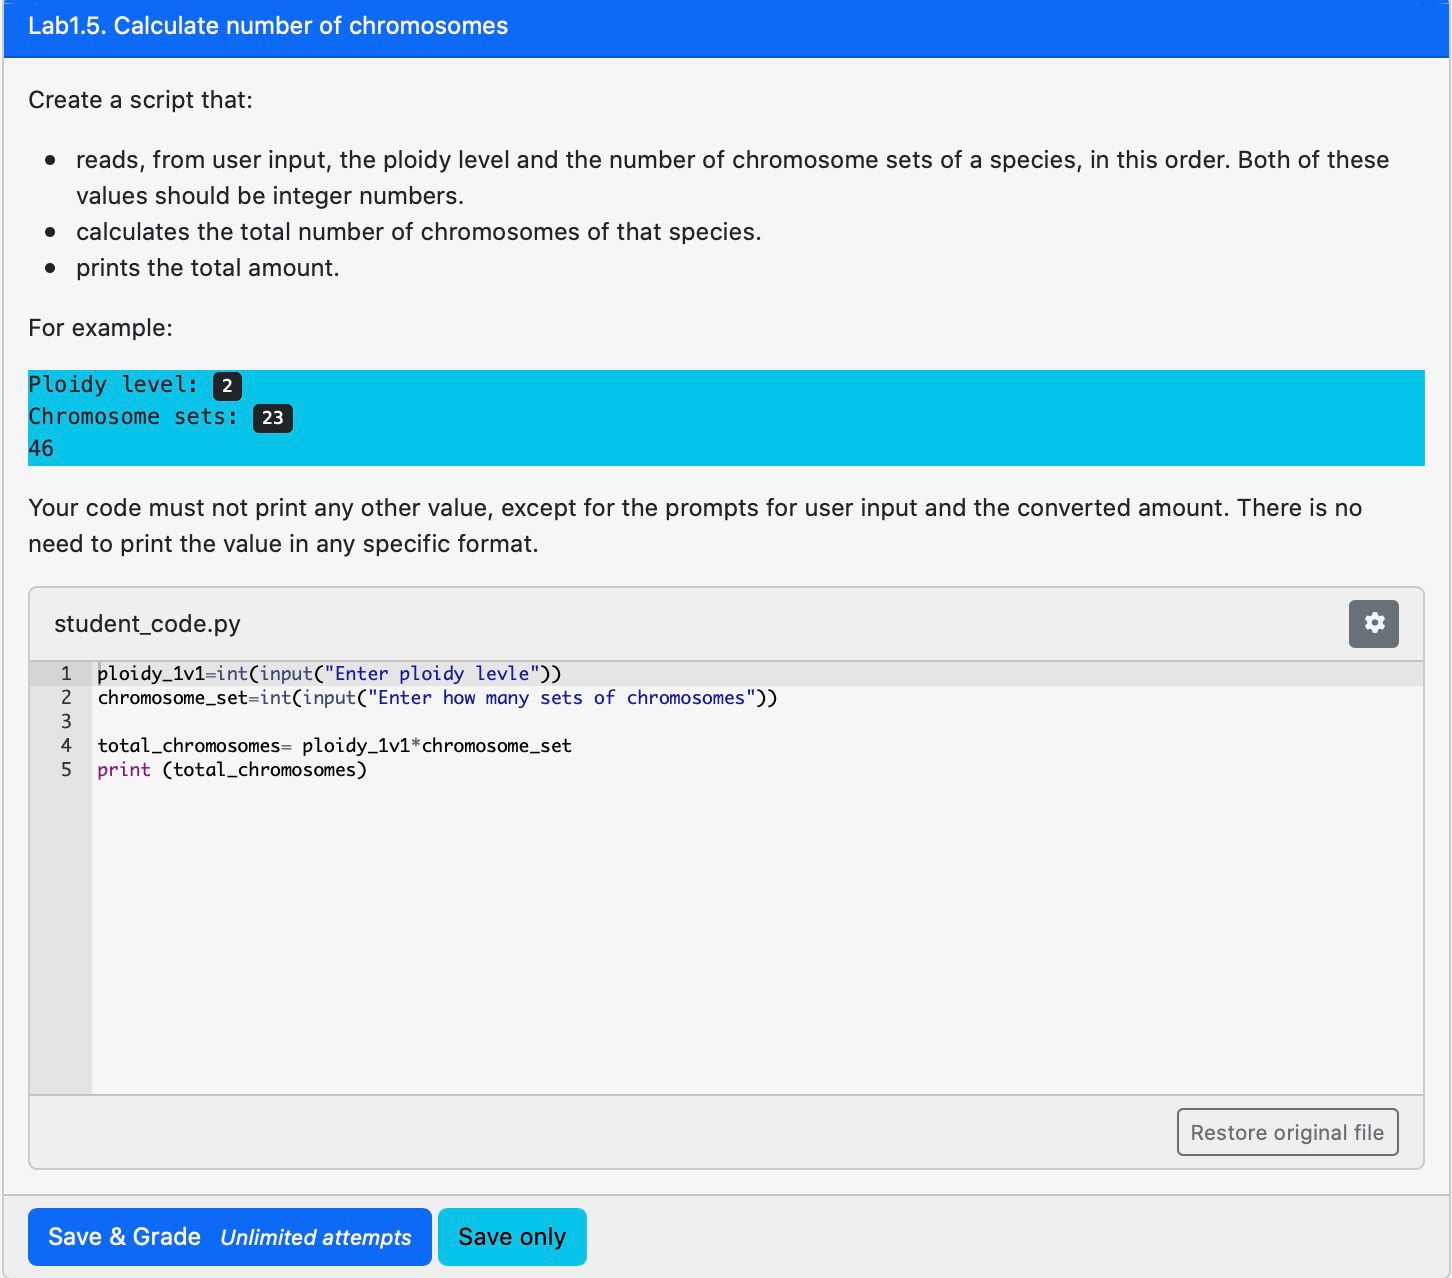 Lab1.5. Calculate number of chromosomes
Create a script that:
• reads, from user input, the ploidy level and the number of chromosome sets of a species, in this order. Both of these
values should be integer numbers.
• calculates the total number of chromosomes of that species.
• prints the total amount.
For example:
Ploidy level: 2
Chromosome sets: 23
46
Your code must not print any other value, except for the prompts for user input and the converted amount. There is no
need to print the value in any specific format.
student_code.py
1 ploidy_1v1=int(input("Enter ploidy levle"))
2 chromosome_set=int(input("Enter how many sets of chromosomes"))
3
4 total_chromosomes= ploidy_1v1*chromosome_set
5 print (total_chromosomes)
Restore original file
Save & Grade Unlimited attempts Save only